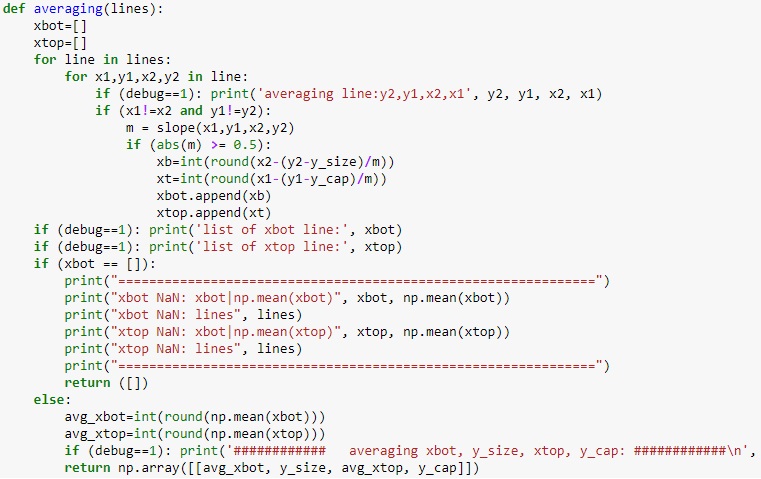 def averaging(lines):
    xbot=[]
    xtop=[]
    for line in lines:
        for x1,y1,x2,y2 in line:
            if (debug==1): print('averaging line:y2,y1,x2,x1', y2, y1, x2, x1)
            if (x1!=x2 and y1!=y2):
                m = slope(x1,y1,x2,y2)
                if (abs(m) >= 0.5):
                    xb=int(round(x2-(y2-y_size)/m))
                    xt=int(round(x1-(y1-y_cap)/m))
                    xbot.append(xb)
                    xtop.append(xt)
    if (debug==1): print('list of xbot line:', xbot)
    if (debug==1): print('list of xtop line:', xtop)
    if (xbot == []):
        print("==============================================================")
        print("xbot NaN: xbot|np.mean(xbot)", xbot, np.mean(xbot))
        print("xbot NaN: lines", lines)
        print("xtop NaN: xbot|np.mean(xtop)", xtop, np.mean(xtop))
        print("xtop NaN: lines", lines)
        print("==============================================================")
        return ([])
    else:
        avg_xbot=int(round(np.mean(xbot)))
        avg_xtop=int(round(np.mean(xtop)))
        if (debug==1): print('############   averaging xbot, y_size, xtop, y_cap: ############\n',
        return np.array([[avg_xbot, y_size, avg_xtop, y_cap]])